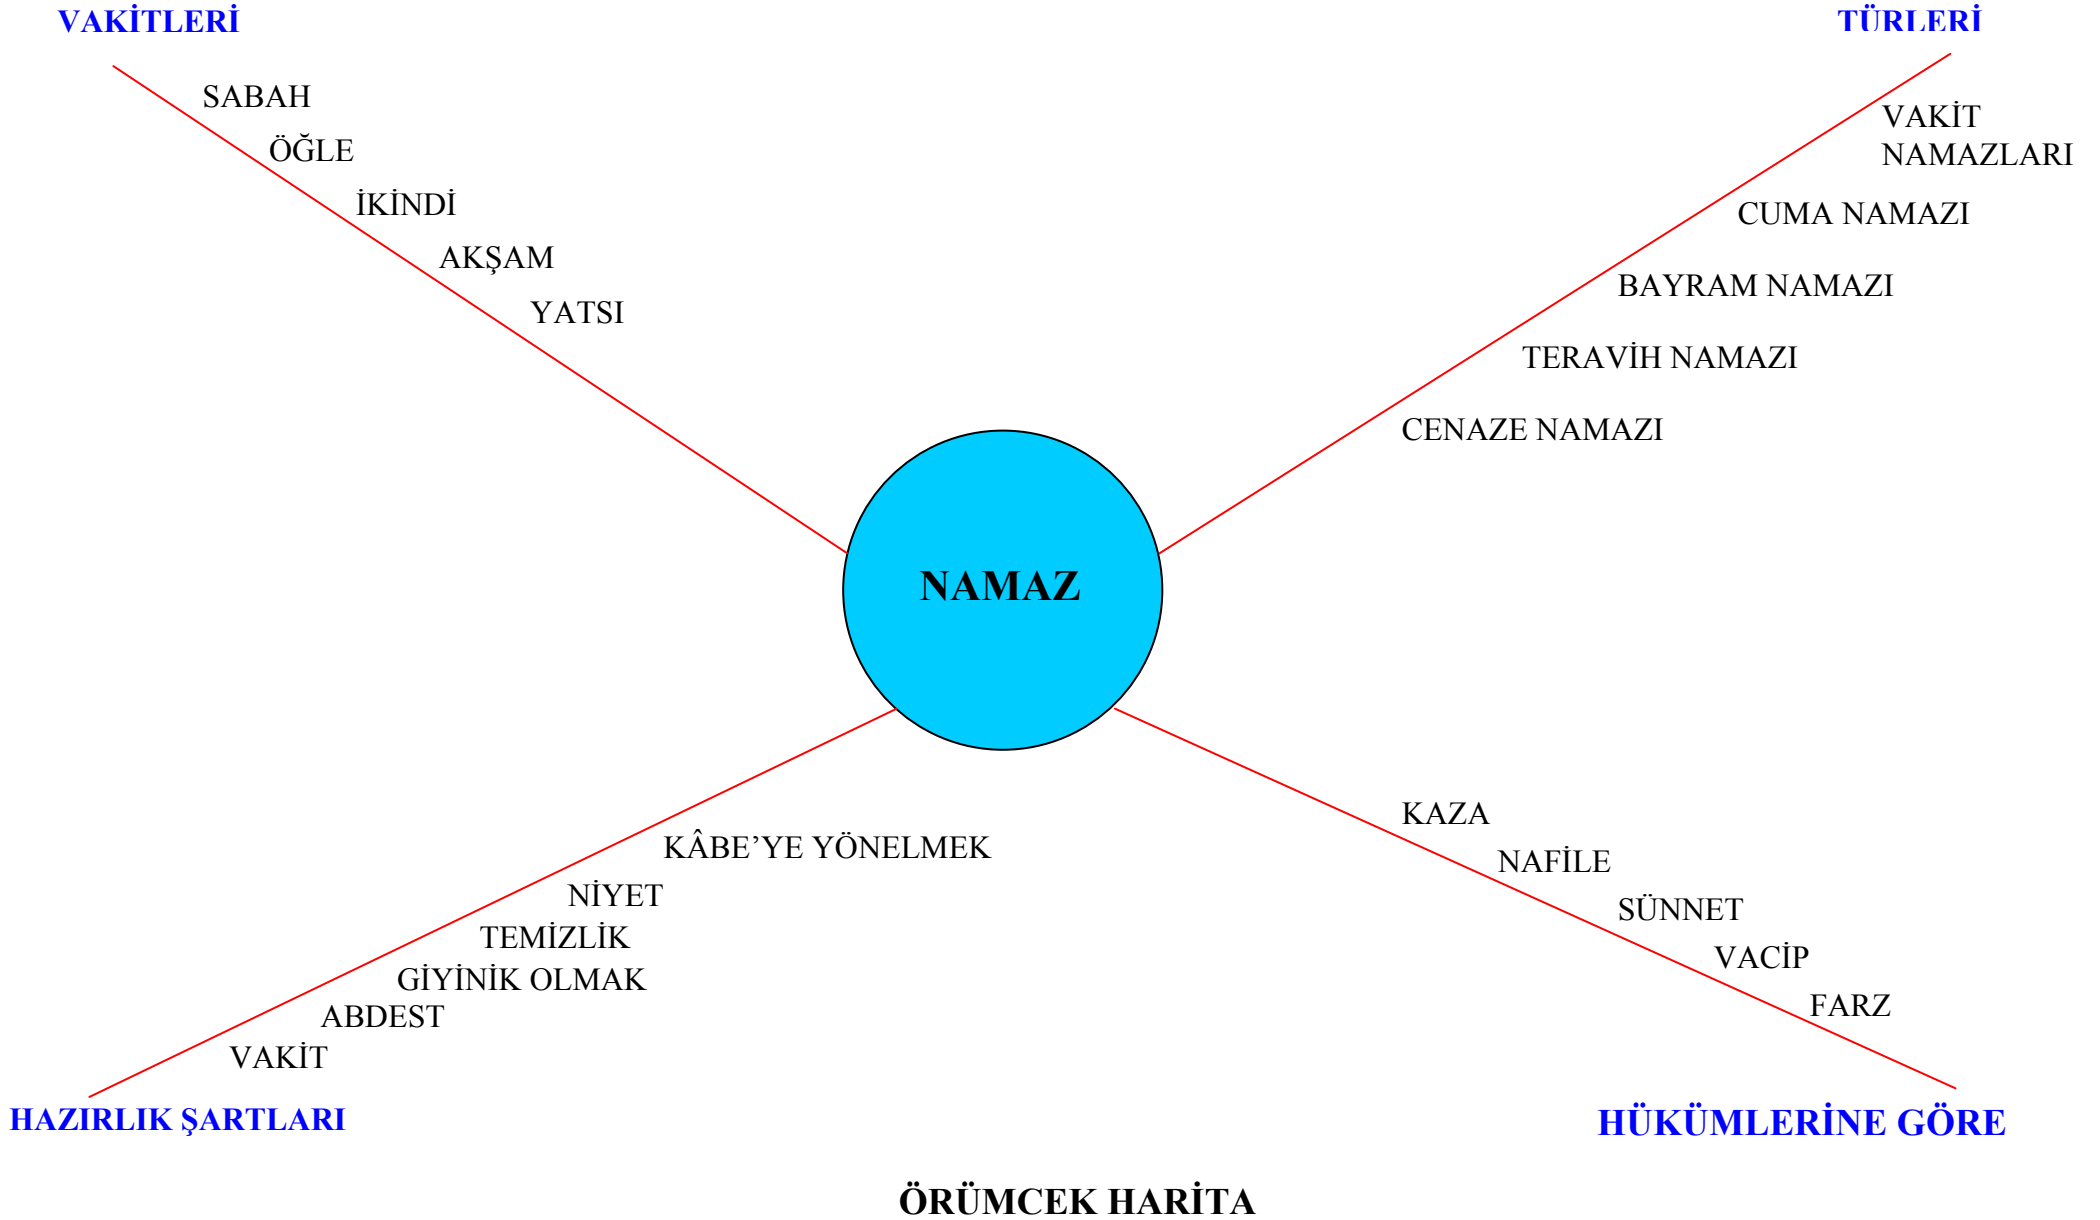 VAKİTLERİ
SABAH
ÖĞLE
İKİNDİ
AKŞAM
YATSI
TÜRLERİ
VAKİT
NAMAZLARI
CUMA NAMAZI
BAYRAM NAMAZI
TERAVİH NAMAZI
CENAZE NAMAZI
NAMAZ
KÂBE’YE YÖNELMEK
NİYET
TEMİZLİK
GİYİNİK OLMAK
ABDEST
VAKİT
HAZIRLIK ŞARTLARI
KAZA
NAFİLE
SÜNNET
VACİP
FARZ
HÜKÜMLERİNE GÖRE
ÖRÜMCEK HARİTA